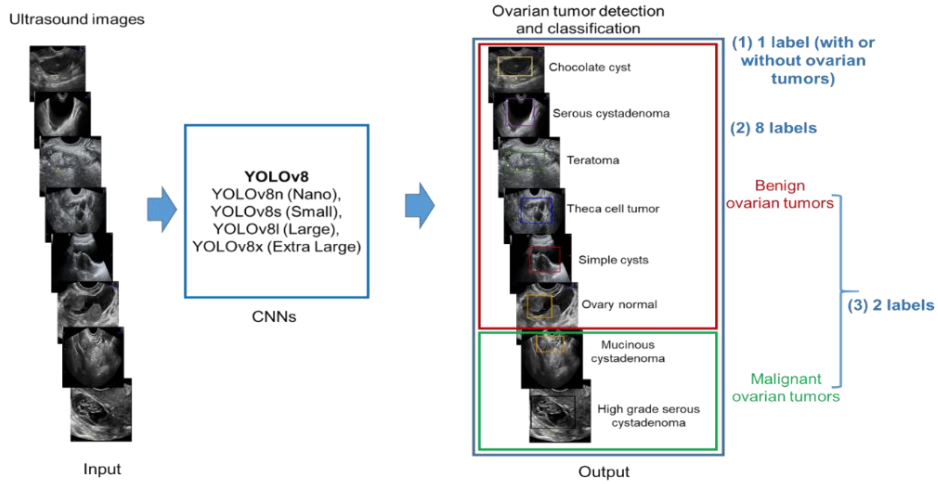 Ultrasound images
Ovarian tumor detection
and classification
(1) 1 label (with or
without ovarian
tumors)
Chocolate cyst
Serous cystadenoma
(2) 8 labels
Teratoma
YOLOv8
YOLOv8n (Nano),
YOLOv8s (Small),
YOLOv8l (Large),
YOLOv8x (Extra Large)
Benign
ovarian tumors
Theca cell tumor
Simple cysts
Ovary normal
(3) 2 labels
CNNs
Mucinous
cystadenoma
Malignant
ovarian tumors
High grade serous
cystadenoma
Input
Output